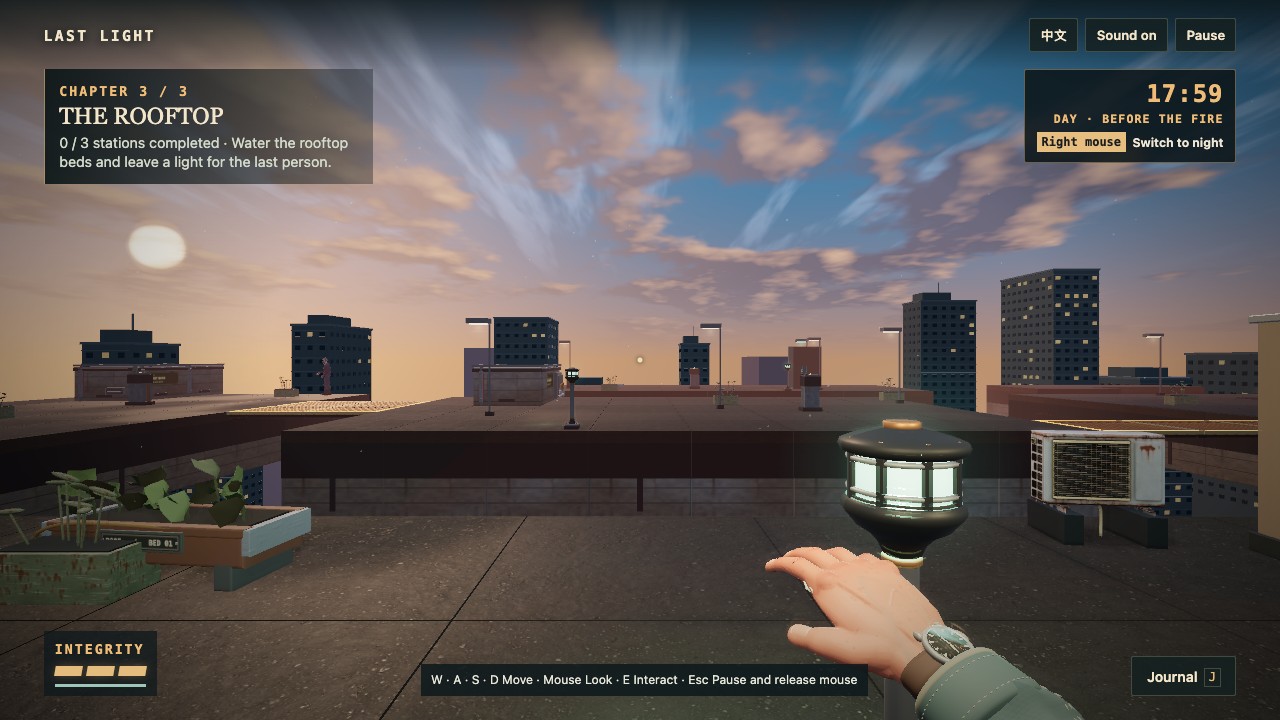 LAST LIGHT
中文
Sound on
Pause
CHAPTER 3 / 3
THE ROOFTOP
0 / 3 stations completed · Water the rooftop
beds and leave a light for the last person.
17:59
DAY · BEFORE THE FIRE
Right mouse Switch to night
BED 01
INTEGRITY
W · A · S · D Move · Mouse Look · E Interact · Esc Pause and release mouse
Journal J